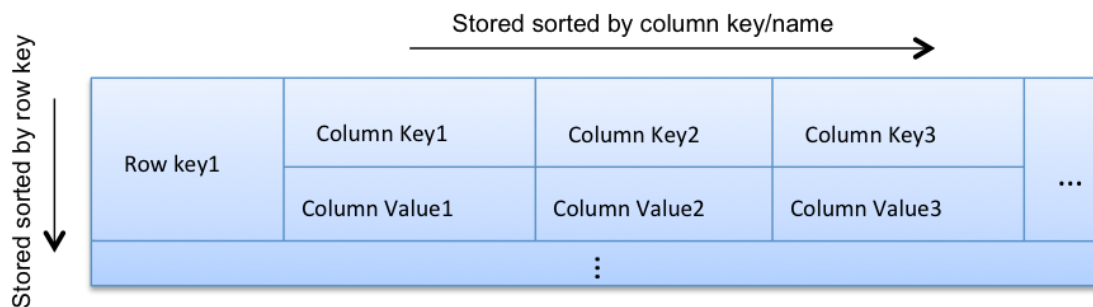 Stored sorted by column key/name
Stored sorted by row key
Row key1
Column Key1
Column Key2
Column Key3
...
Column Value1
Column Value2
Column Value3
⋮